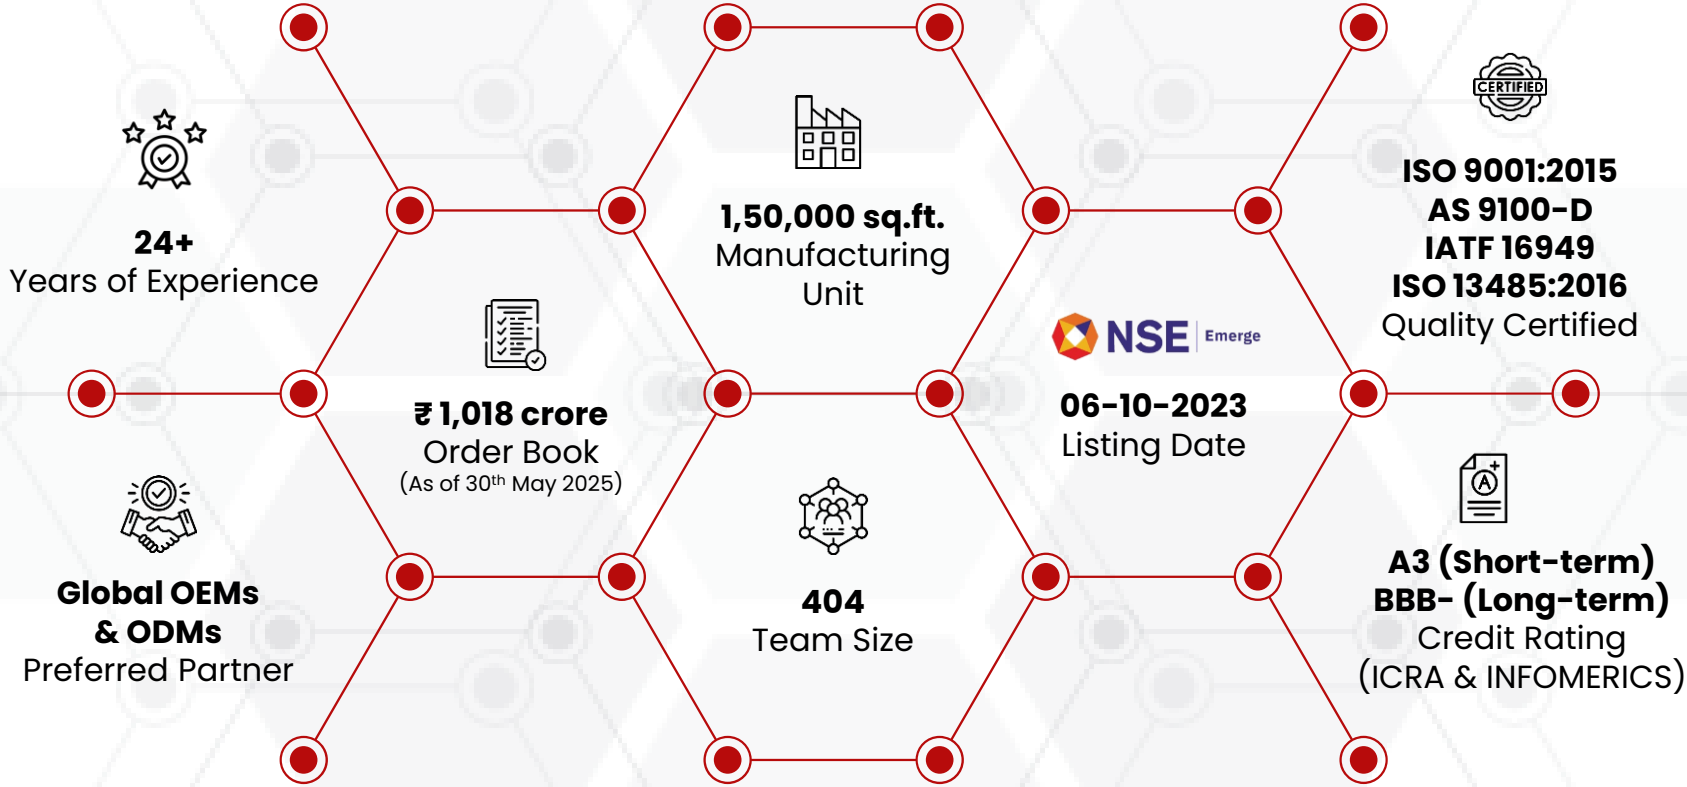 24+
Years of Experience
₹ 1,018 crore
Order Book
(As of 30th May 2025)
Global OEMs
& ODMs
Preferred Partner
1,50,000 sq.ft.
Manufacturing
Unit
404
Team Size
NSE Emerge
06-10-2023
Listing Date
CERTIFIED
ISO 9001:2015
AS 9100-D
IATF 16949
ISO 13485:2016
Quality Certified
A+
A3 (Short-term)
BBB- (Long-term)
Credit Rating
(ICRA & INFOMERICS)